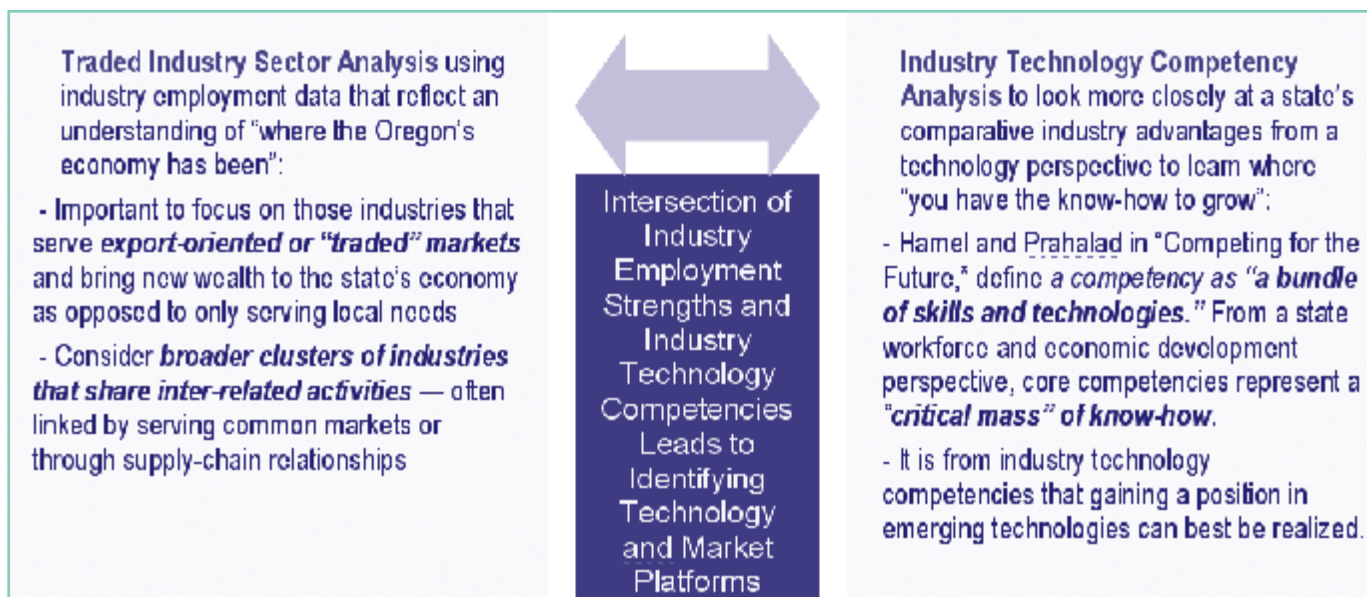 Traded Industry Sector Analysis using
industry employment data that reflect an
understanding of "where the Oregon's
economy has been":
- Important to focus on those industries that
serve export-oriented or "traded" markets
and bring new wealth to the state's economy
as opposed to only serving local needs
- Consider broader clusters of industries
that share inter-related activities — often
linked by serving common markets or
through supply-chain relationships
Intersection of
Industry
Employment
Strengths and
Industry
Technology
Competencies
Leads to
Identifying
Technology
and Market
Platforms
Industry Technology Competency
Analysis to look more closely at a state's
comparative industry advantages from a
technology perspective to learn where
"you have the know-how to grow":
- Hamel and Prahalad in "Competing for the
Future," define a competency as "a bundle
of skills and technologies." From a state
workforce and economic development
perspective, core competencies represent a
"critical mass" of know-how.
- It is from industry technology
competencies that gaining a position in
emerging technologies can best be realized.